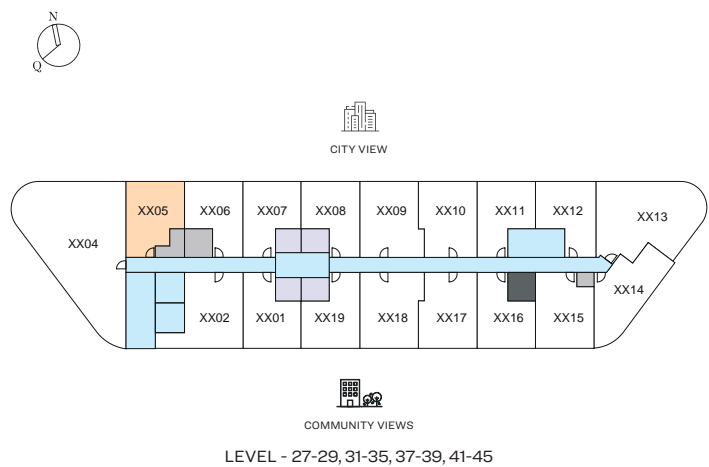 N
Q
CITY VIEW
XX05
XX06
XX07
XX08
XX09
XX10
XX11
XX12
XX13
XX04
XX14
XX02
XX01
XX19
XX18
XX17
XX16
XX15
COMMUNITY VIEWS
LEVEL - 27-29, 31-35, 37-39, 41-45